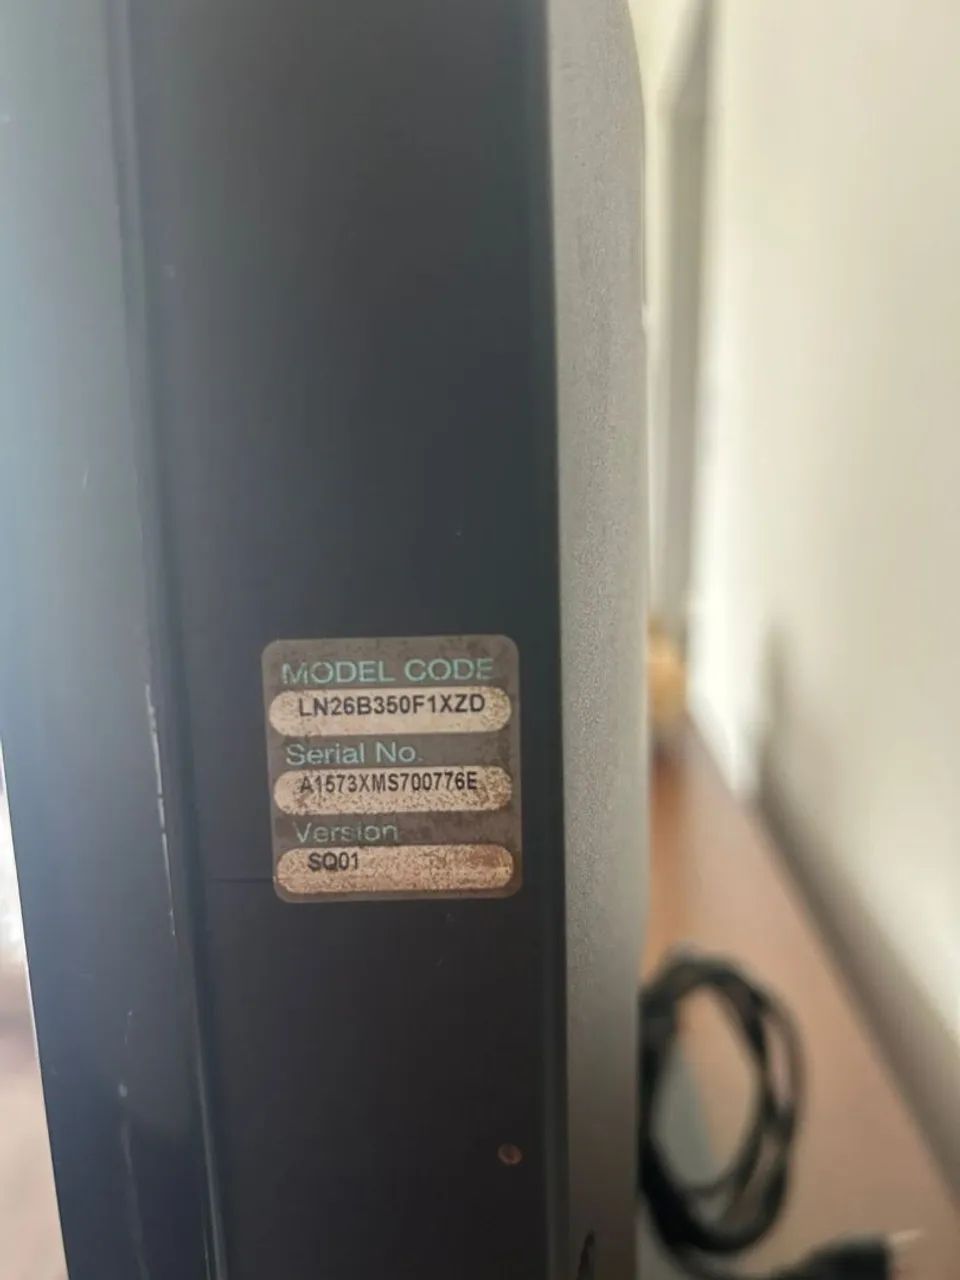 MODEL CODE
LN26B350F1XZD
Serial No.
A1573XMS700776E
Version
SQ01